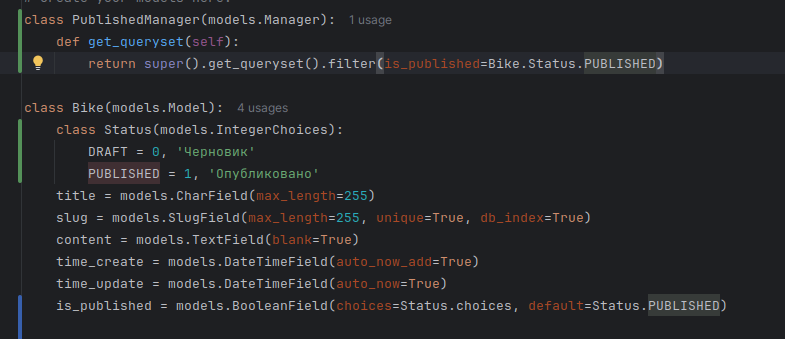 # Create your models here.
class PublishedManager(models.Manager): 1 usage
def get_queryset(self):
return super().get_queryset().filter(is_published=Bike.Status.PUBLISHED)
class Bike(models.Model): 4 usages
class Status(models.IntegerChoices):
DRAFT = 0, 'Черновик'
PUBLISHED = 1, 'Опубликовано'
title = models.CharField(max_length=255)
slug = models.SlugField(max_length=255, unique=True, db_index=True)
content = models.TextField(blank=True)
time_create = models.DateTimeField(auto_now_add=True)
time_update = models.DateTimeField(auto_now=True)
is_published = models.BooleanField(choices=Status.choices, default=Status.PUBLISHED)